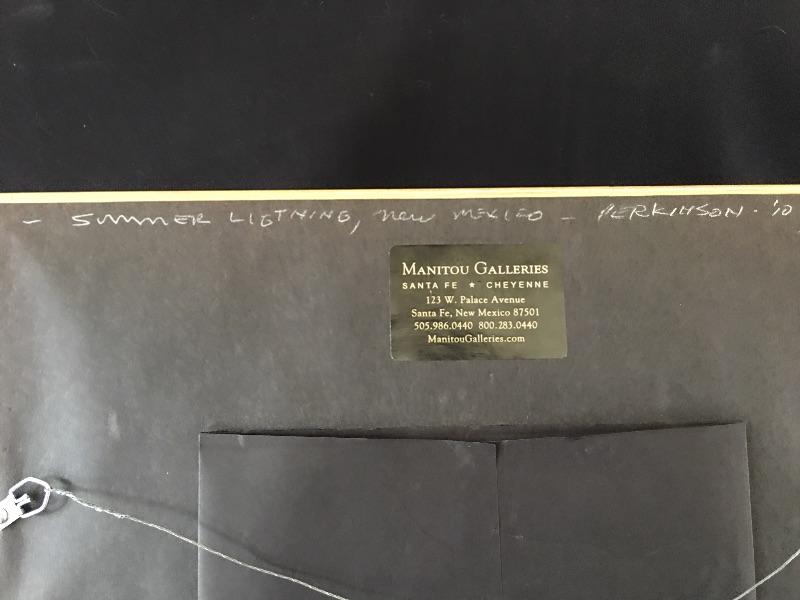 - SUMMER LIGTNING, New MEXICO - PERKINSON. '10
MANITOU GALLERIES
SANTA FE ★ CHEYENNE
123 W. Palace Avenue
Santa Fe, New Mexico 87501
505.986.0440 800.283.0440
ManitouGalleries.com